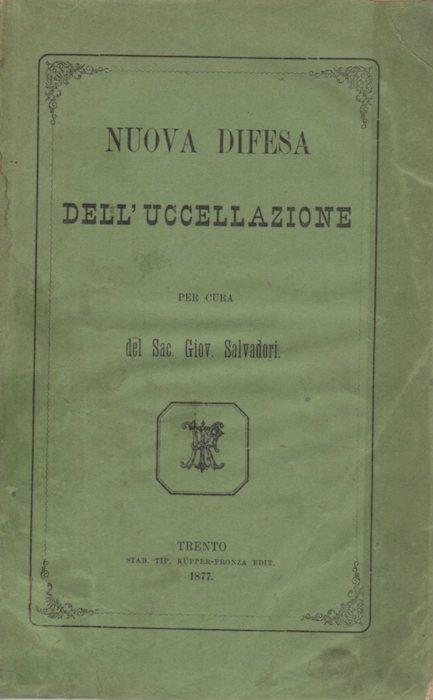 NUOVA DIFESA
DELL' UCCELLAZIONE
PER CURA
del Sac. Giov. Salvadori.
TRENTO
STAB. TIP. KÜPPER-FRONZA EDIT.
1877.